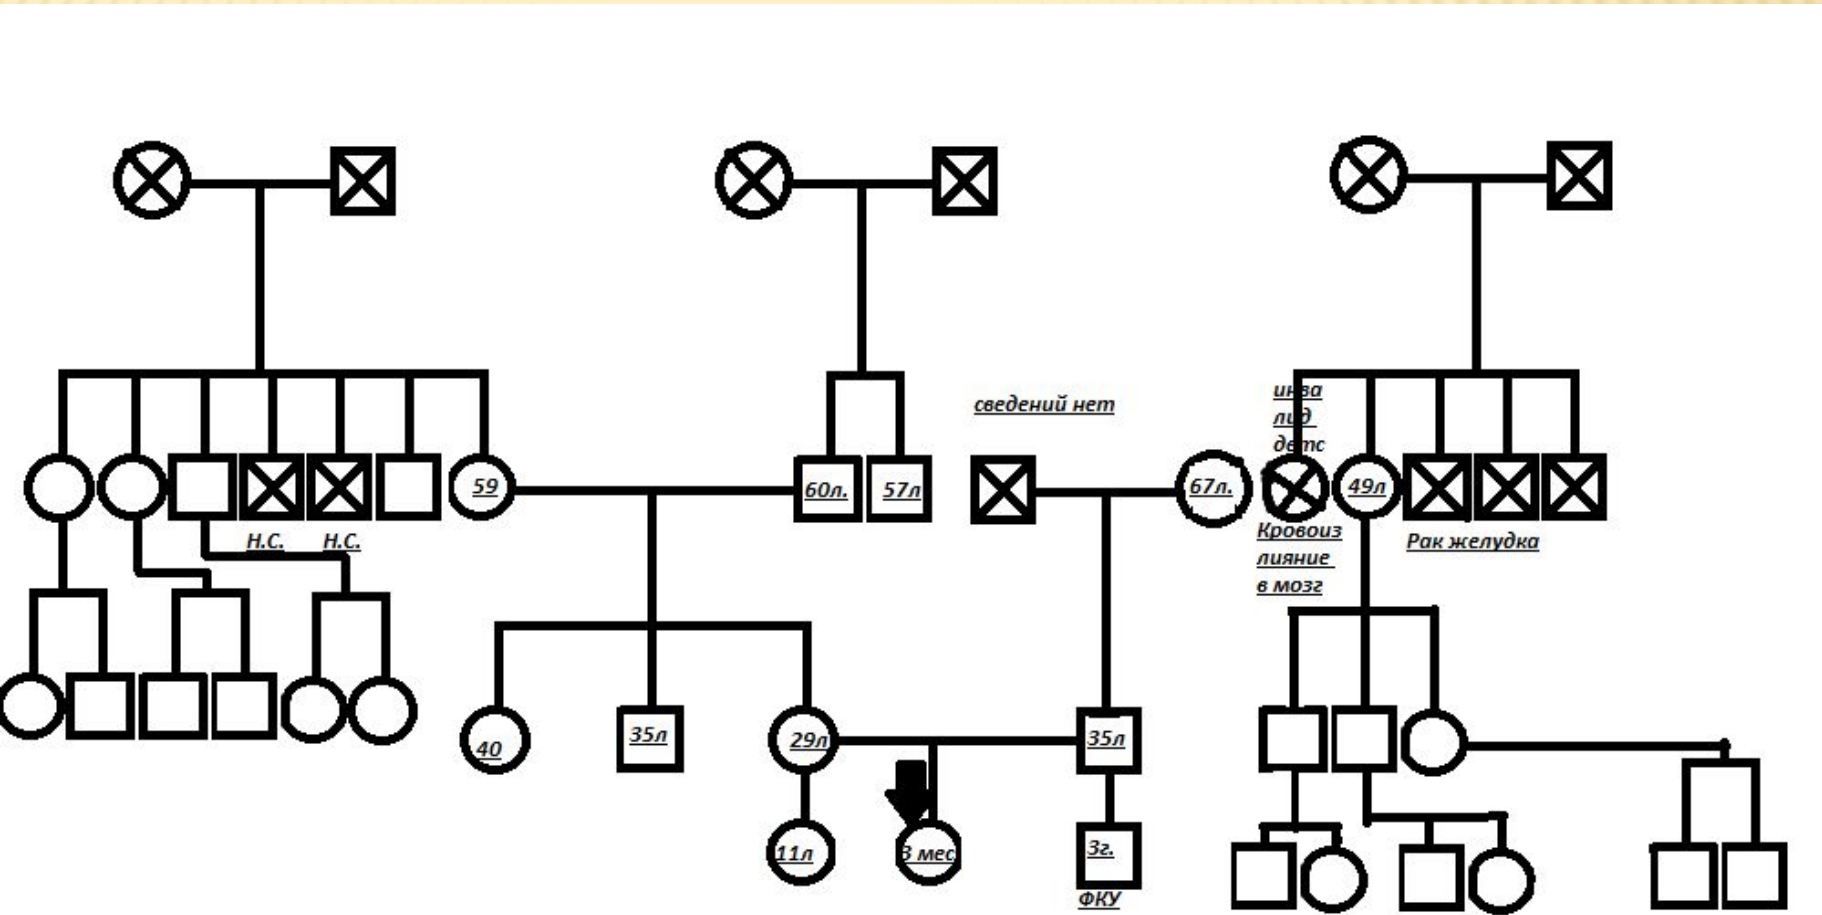 сведений нет
инва
лид
детс
59
60л.
57л
67л.
49л
Н.С.
Н.С.
Кровоиз
лияние
в мозг
Рак желудка
40
35л
29л
35л
11л
3 мес
3г.
ФКУ